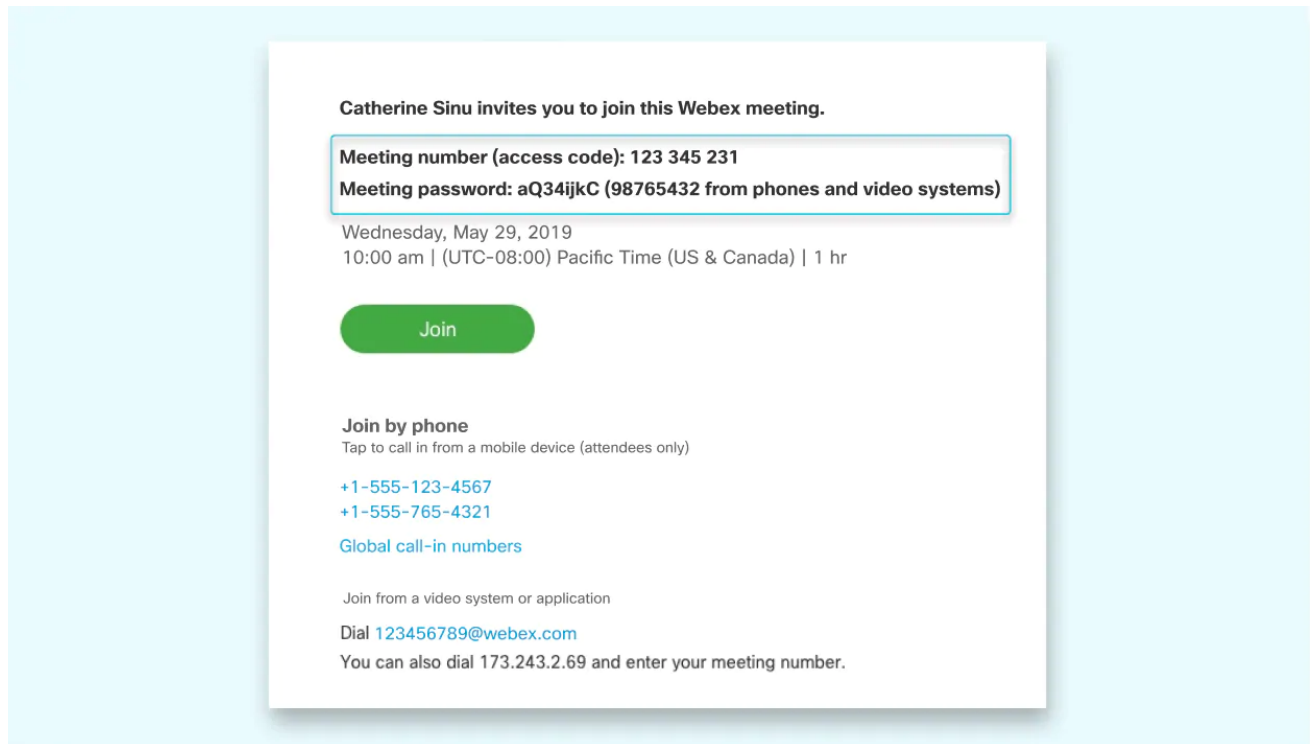 Catherine Sinu invites you to join this Webex meeting.
Meeting number (access code): 123 345 231
Meeting password: aQ34ijkC (98765432 from phones and video systems)
Wednesday, May 29, 2019
10:00 am | (UTC-08:00) Pacific Time (US & Canada) | 1 hr
Join
Join by phone
Tap to call in from a mobile device (attendees only)
+1-555-123-4567
+1-555-765-4321
Global call-in numbers
Join from a video system or application
Dial 123456789@webex.com
You can also dial 173.243.2.69 and enter your meeting number.